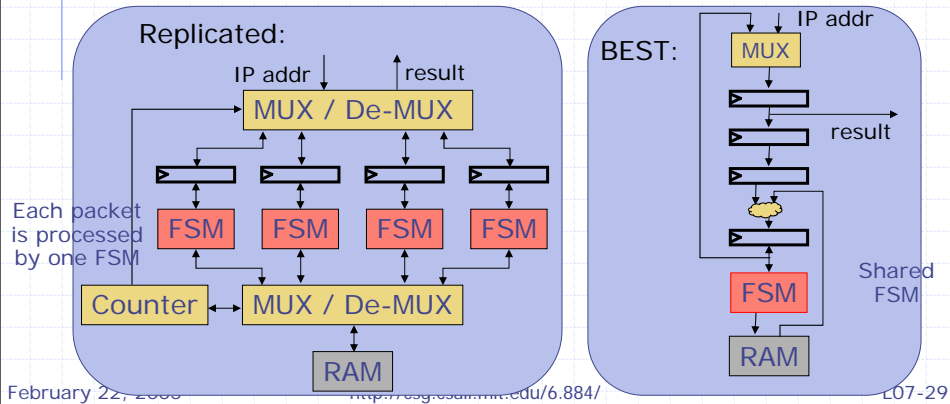 Replicated:
IP addr
result
MUX / De-MUX
FSM
FSM
FSM
FSM
Each packet
is processed
by one FSM
Counter
MUX / De-MUX
RAM
BEST:
IP addr
MUX
result
FSM
Shared
FSM
RAM
February 22,
L07-29